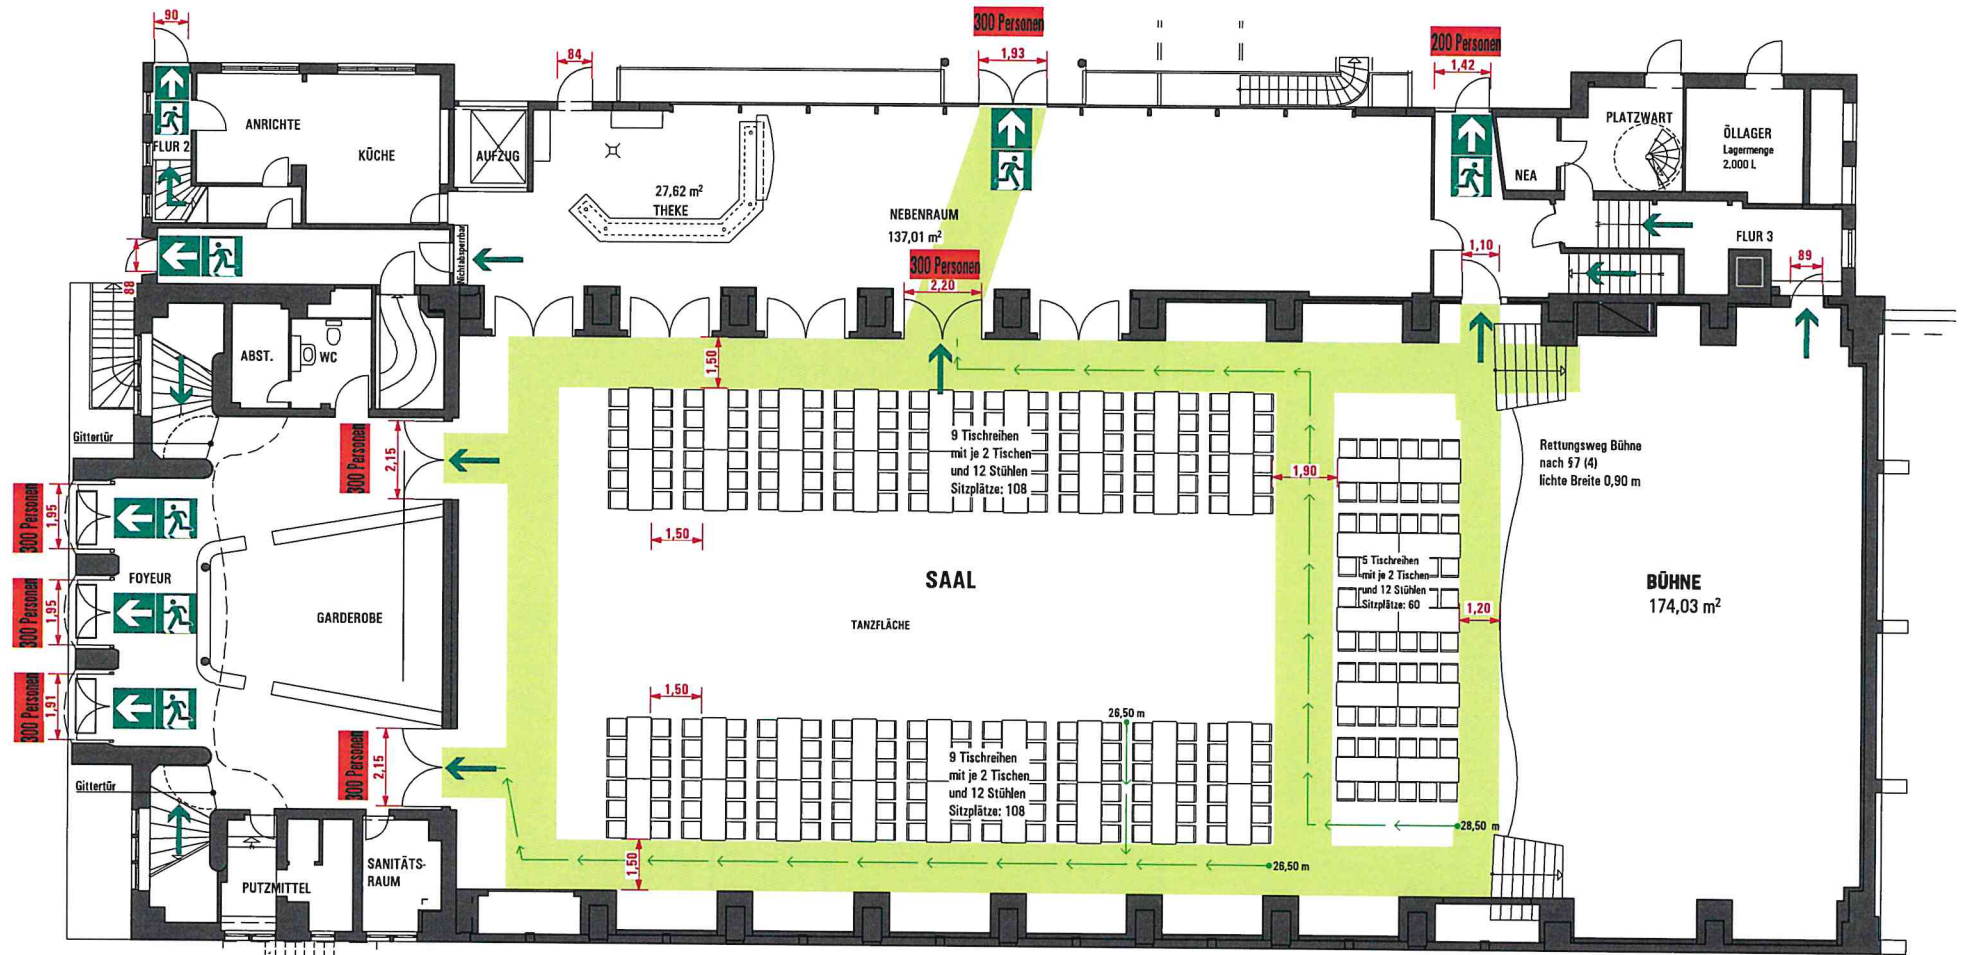 90
300 Personen
1,93
200 Personen
1,42
84
ANRICHTE
KÜCHE
FLUR 2
AUFZUG
27,62 m²
THEKE
NEBENRAUM
137,01 m²
300 Personen
2,20
PLATZWART
ÖLLAGER
Lagermenge
2.000 L
NEA
FLUR 3
1,10
89
Nichtabsperrbar
88
ABST.
WC
1,50
Gittertür
300 Personen
2,15
9 Tischreihen
mit je 2 Tischen
und 12 Stühlen
Sitzplätze: 108
1,90
Rettungsweg Bühne
nach §7 (4)
lichte Breite 0,90 m
300 Personen
1,95
1,50
FOYEUR
SAAL
5 Tischreihen
mit je 2 Tischen
und 12 Stühlen
Sitzplätze: 60
BÜHNE
174,03 m²
300 Personen
1,95
GARDEROBE
TANZFLÄCHE
1,20
300 Personen
1,91
1,50
26,50 m
300 Personen
2,15
9 Tischreihen
mit je 2 Tischen
und 12 Stühlen
Sitzplätze: 108
Gittertür
28,50 m
1,50
26,50 m
SANITÄTS-
RAUM
PUTZMITTEL